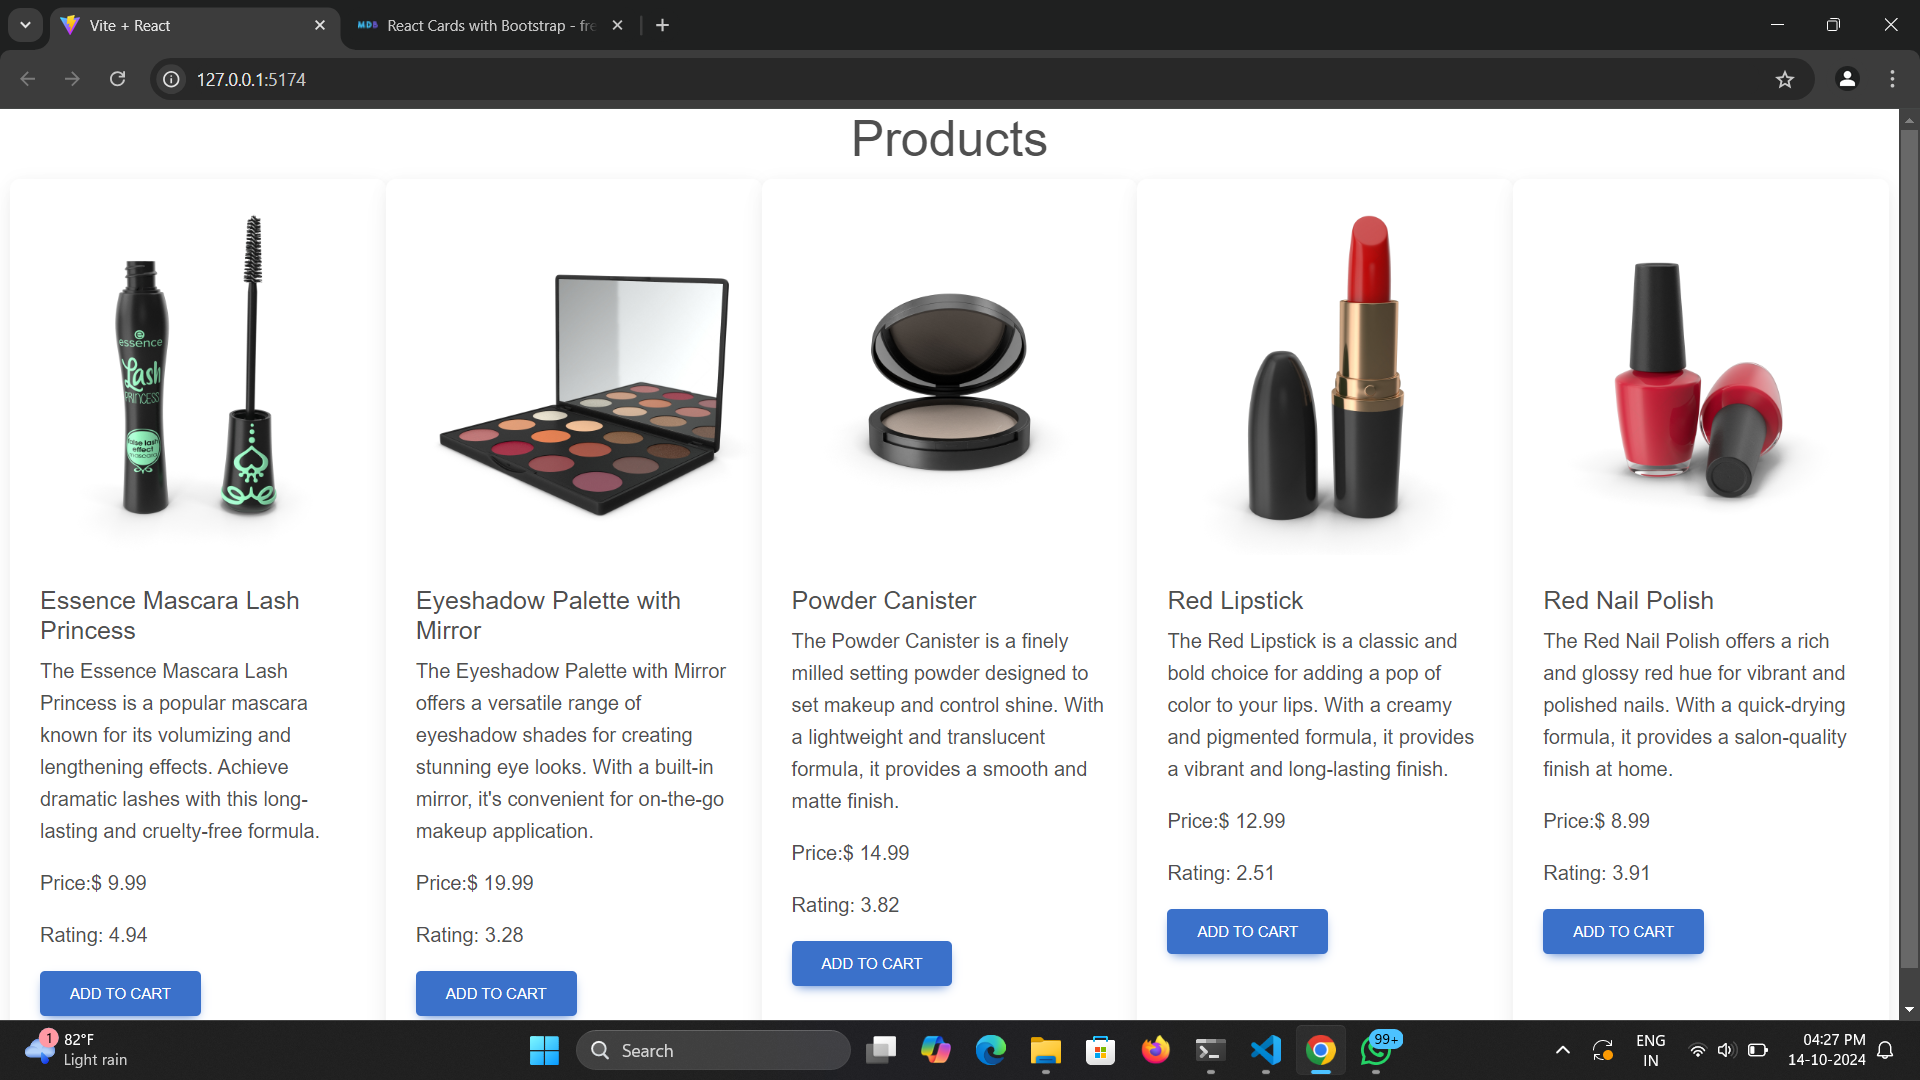 Vite + React
React Cards with Bootstrap - fre
127.0.0.1:5174
Products
essence
Lash
PRINCESS
false lash
effect
mascara
Essence Mascara Lash
Princess
The Essence Mascara Lash
Princess is a popular mascara
known for its volumizing and
lengthening effects. Achieve
dramatic lashes with this long-
lasting and cruelty-free formula.
Price:$ 9.99
Rating: 4.94
ADD TO CART
Eyeshadow Palette with
Mirror
The Eyeshadow Palette with Mirror
offers a versatile range of
eyeshadow shades for creating
stunning eye looks. With a built-in
mirror, it's convenient for on-the-go
makeup application.
Price:$ 19.99
Rating: 3.28
ADD TO CART
Powder Canister
The Powder Canister is a finely
milled setting powder designed to
set makeup and control shine. With
a lightweight and translucent
formula, it provides a smooth and
matte finish.
Price:$ 14.99
Rating: 3.82
ADD TO CART
Red Lipstick
The Red Lipstick is a classic and
bold choice for adding a pop of
color to your lips. With a creamy
and pigmented formula, it provides
a vibrant and long-lasting finish.
Price:$ 12.99
Rating: 2.51
ADD TO CART
Red Nail Polish
The Red Nail Polish offers a rich
and glossy red hue for vibrant and
polished nails. With a quick-drying
formula, it provides a salon-quality
finish at home.
Price:$ 8.99
Rating: 3.91
ADD TO CART
1
82°F
Light rain
Search
99+
ENG
IN
04:27 PM
14-10-2024